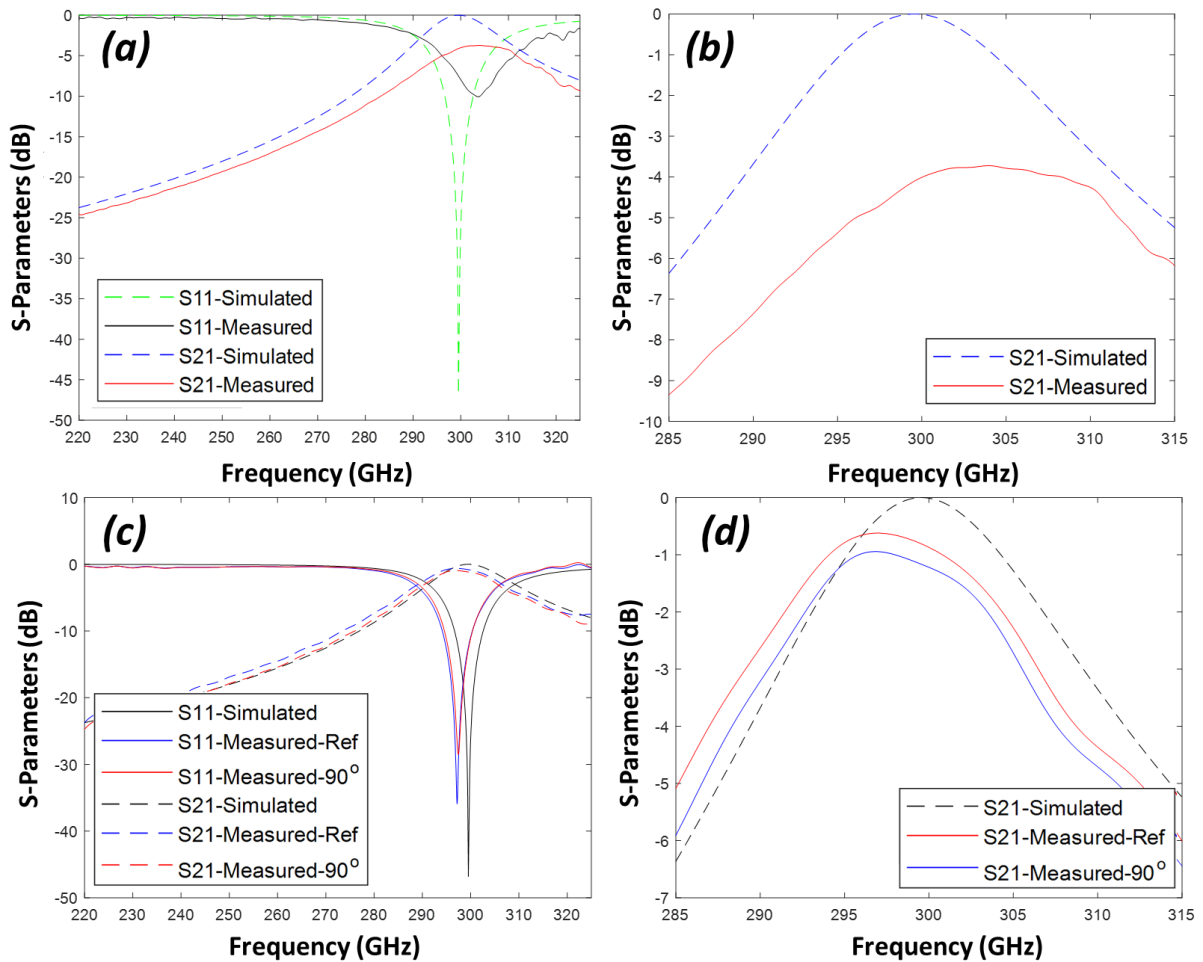 (a)
S-Parameters (dB)
0
-5
-10
-15
-20
-25
-30
-35
-40
-45
-50
S11-Simulated
S11-Measured
S21-Simulated
S21-Measured
220 230 240 250 260 270 280 290 300 310 320
Frequency (GHz)
(b)
S-Parameters (dB)
0
-1
-2
-3
-4
-5
-6
-7
-8
-9
-10
S21-Simulated
S21-Measured
285 290 295 300 305 310 315
Frequency (GHz)
(c)
S-Parameters (dB)
10
0
-10
-20
-30
-40
-50
S11-Simulated
S11-Measured-Ref
S11-Measured-90°
S21-Simulated
S21-Measured-Ref
S21-Measured-90°
220 230 240 250 260 270 280 290 300 310 320
Frequency (GHz)
(d)
S-Parameters (dB)
0
-1
-2
-3
-4
-5
-6
-7
S21-Simulated
S21-Measured-Ref
S21-Measured-90°
285 290 295 300 305 310 315
Frequency (GHz)